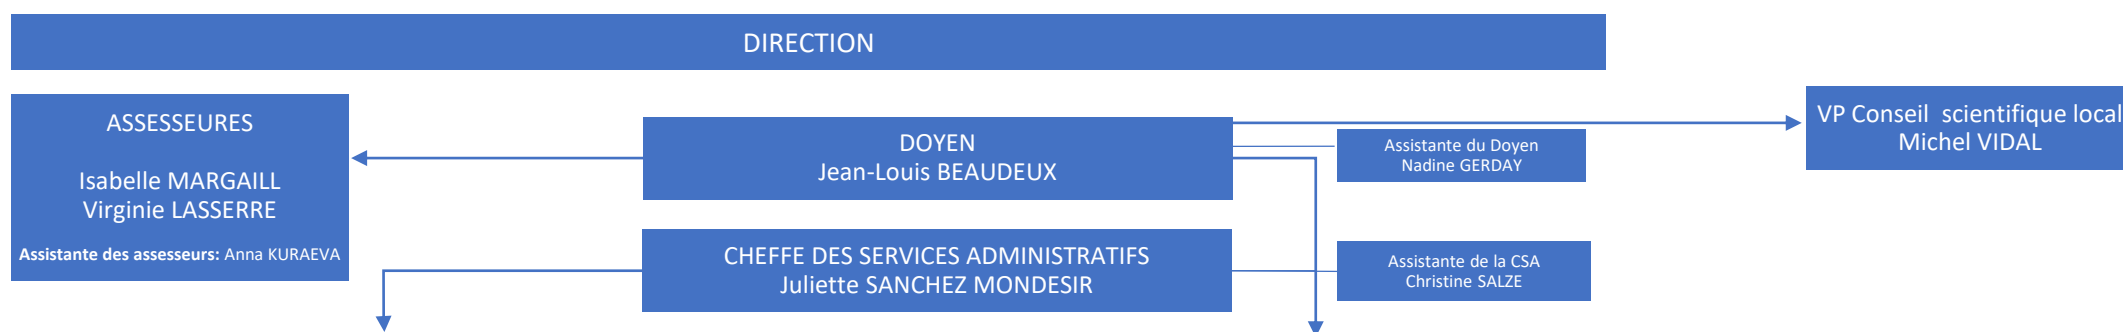 DIRECTION
ASSESSEURES
Isabelle MARGAILL
Virginie LASSERRE
Assistante des assesseurs: Anna KURAEVA
DOYEN
Jean-Louis BEAUDEUX
Assistante du Doyen
Nadine GERDAY
VP Conseil scientifique local
Michel VIDAL
CHEFFE DES SERVICES ADMINISTRATIFS
Juliette SANCHEZ MONDESIR
Assistante de la CSA
Christine SALZE